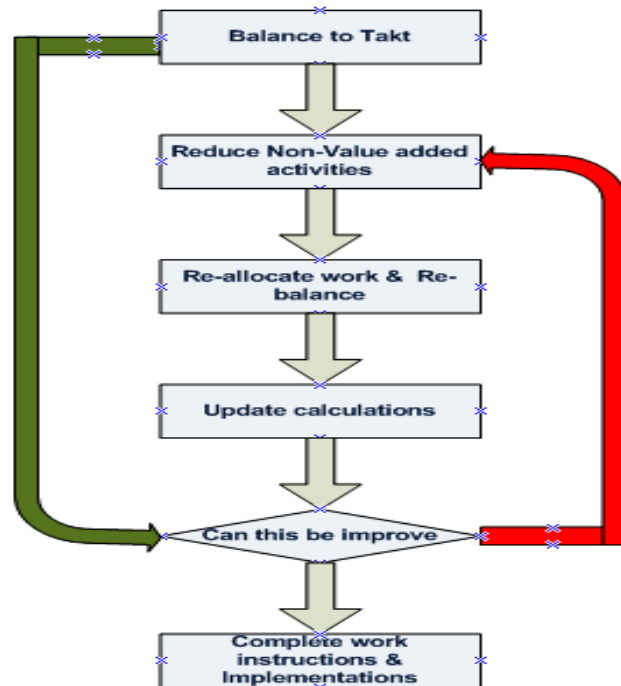 Balance to Takt
Reduce Non-Value added
activities
Re-allocate work & Re-
balance
Update calculations
Can this be improve
Complete work
instructions &
Implementations